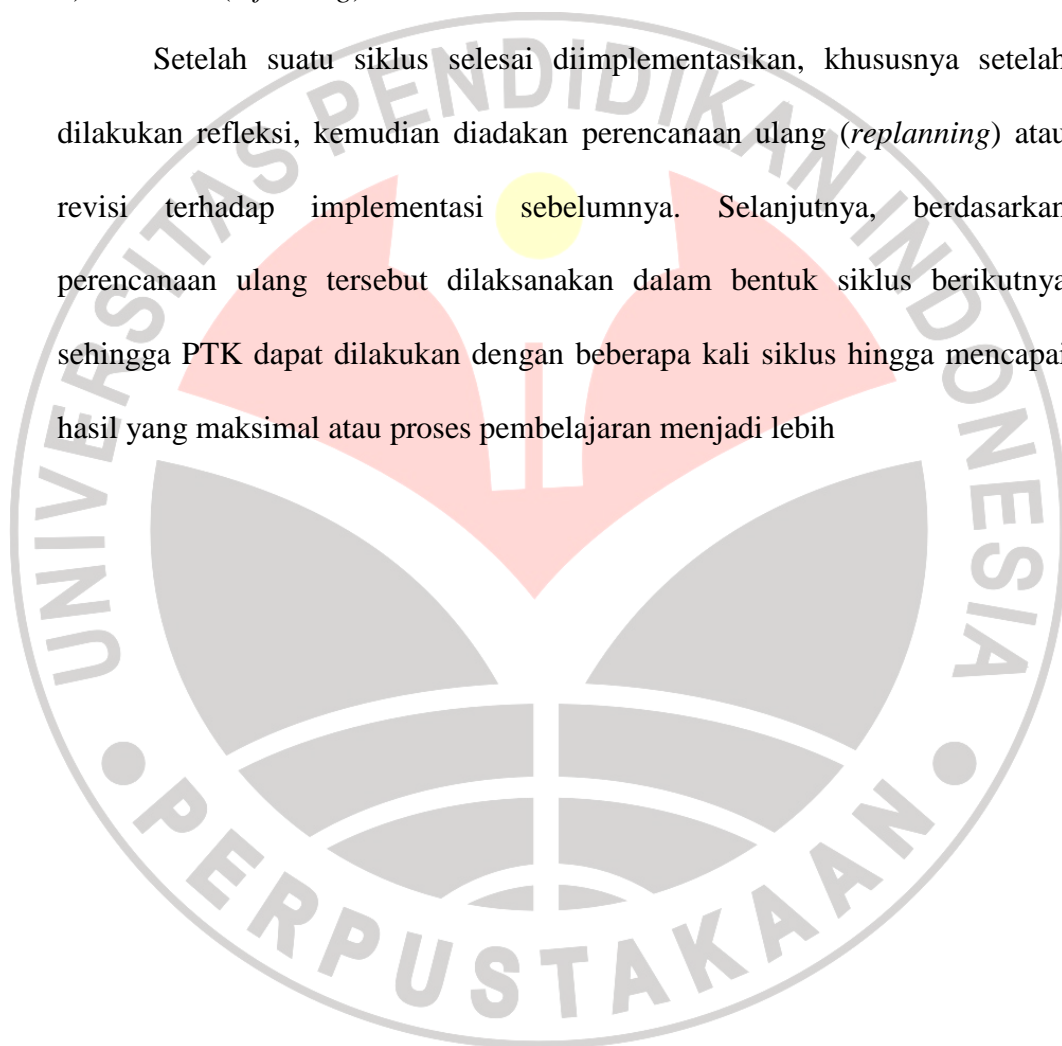 Setelah suatu siklus selesai diimplementasikan, khususnya setelah
dilakukan refleksi, kemudian diadakan perencanaan ulang (replanning) atau
revisi terhadap implementasi sebelumnya. Selanjutnya, berdasarkan
perencanaan ulang tersebut dilaksanakan dalam bentuk siklus berikutnya
sehingga PTK dapat dilakukan dengan beberapa kali siklus hingga mencapai
hasil yang maksimal atau proses pembelajaran menjadi lebih
UNIVERSITAS PENDIDIKAN INDONESIA
PERPUSTAKAAN